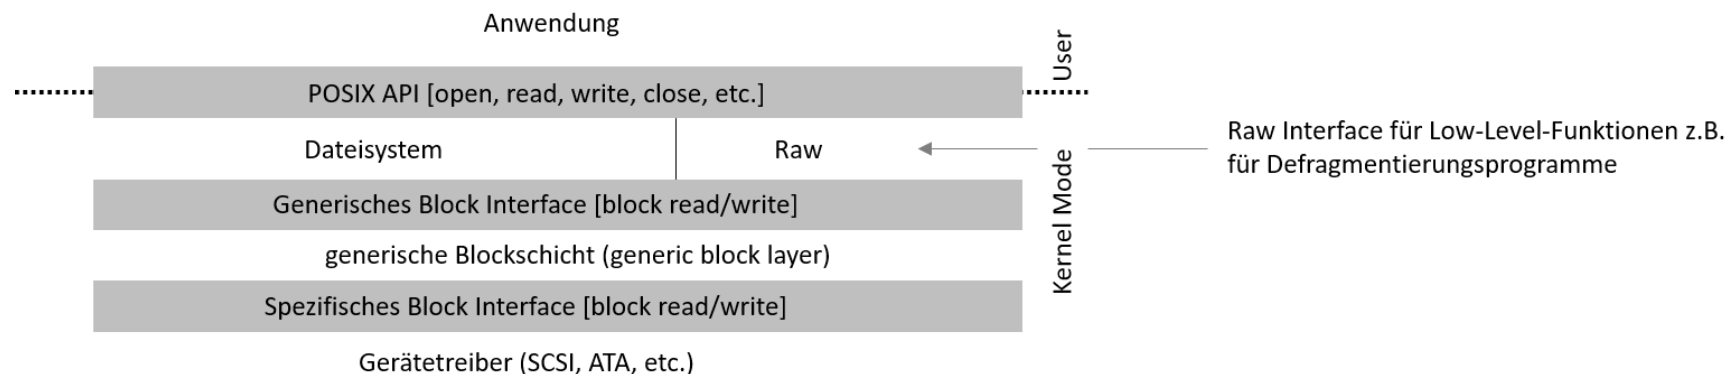 Anwendung
User
POSIX API [open, read, write, close, etc.]
Dateisystem
Raw
Raw Interface für Low-Level-Funktionen z.B.
für Defragmentierungsprogramme
Kernel Mode
Generisches Block Interface [block read/write]
generische Blockschicht (generic block layer)
Spezifisches Block Interface [block read/write]
Gerätetreiber (SCSI, ATA, etc.)